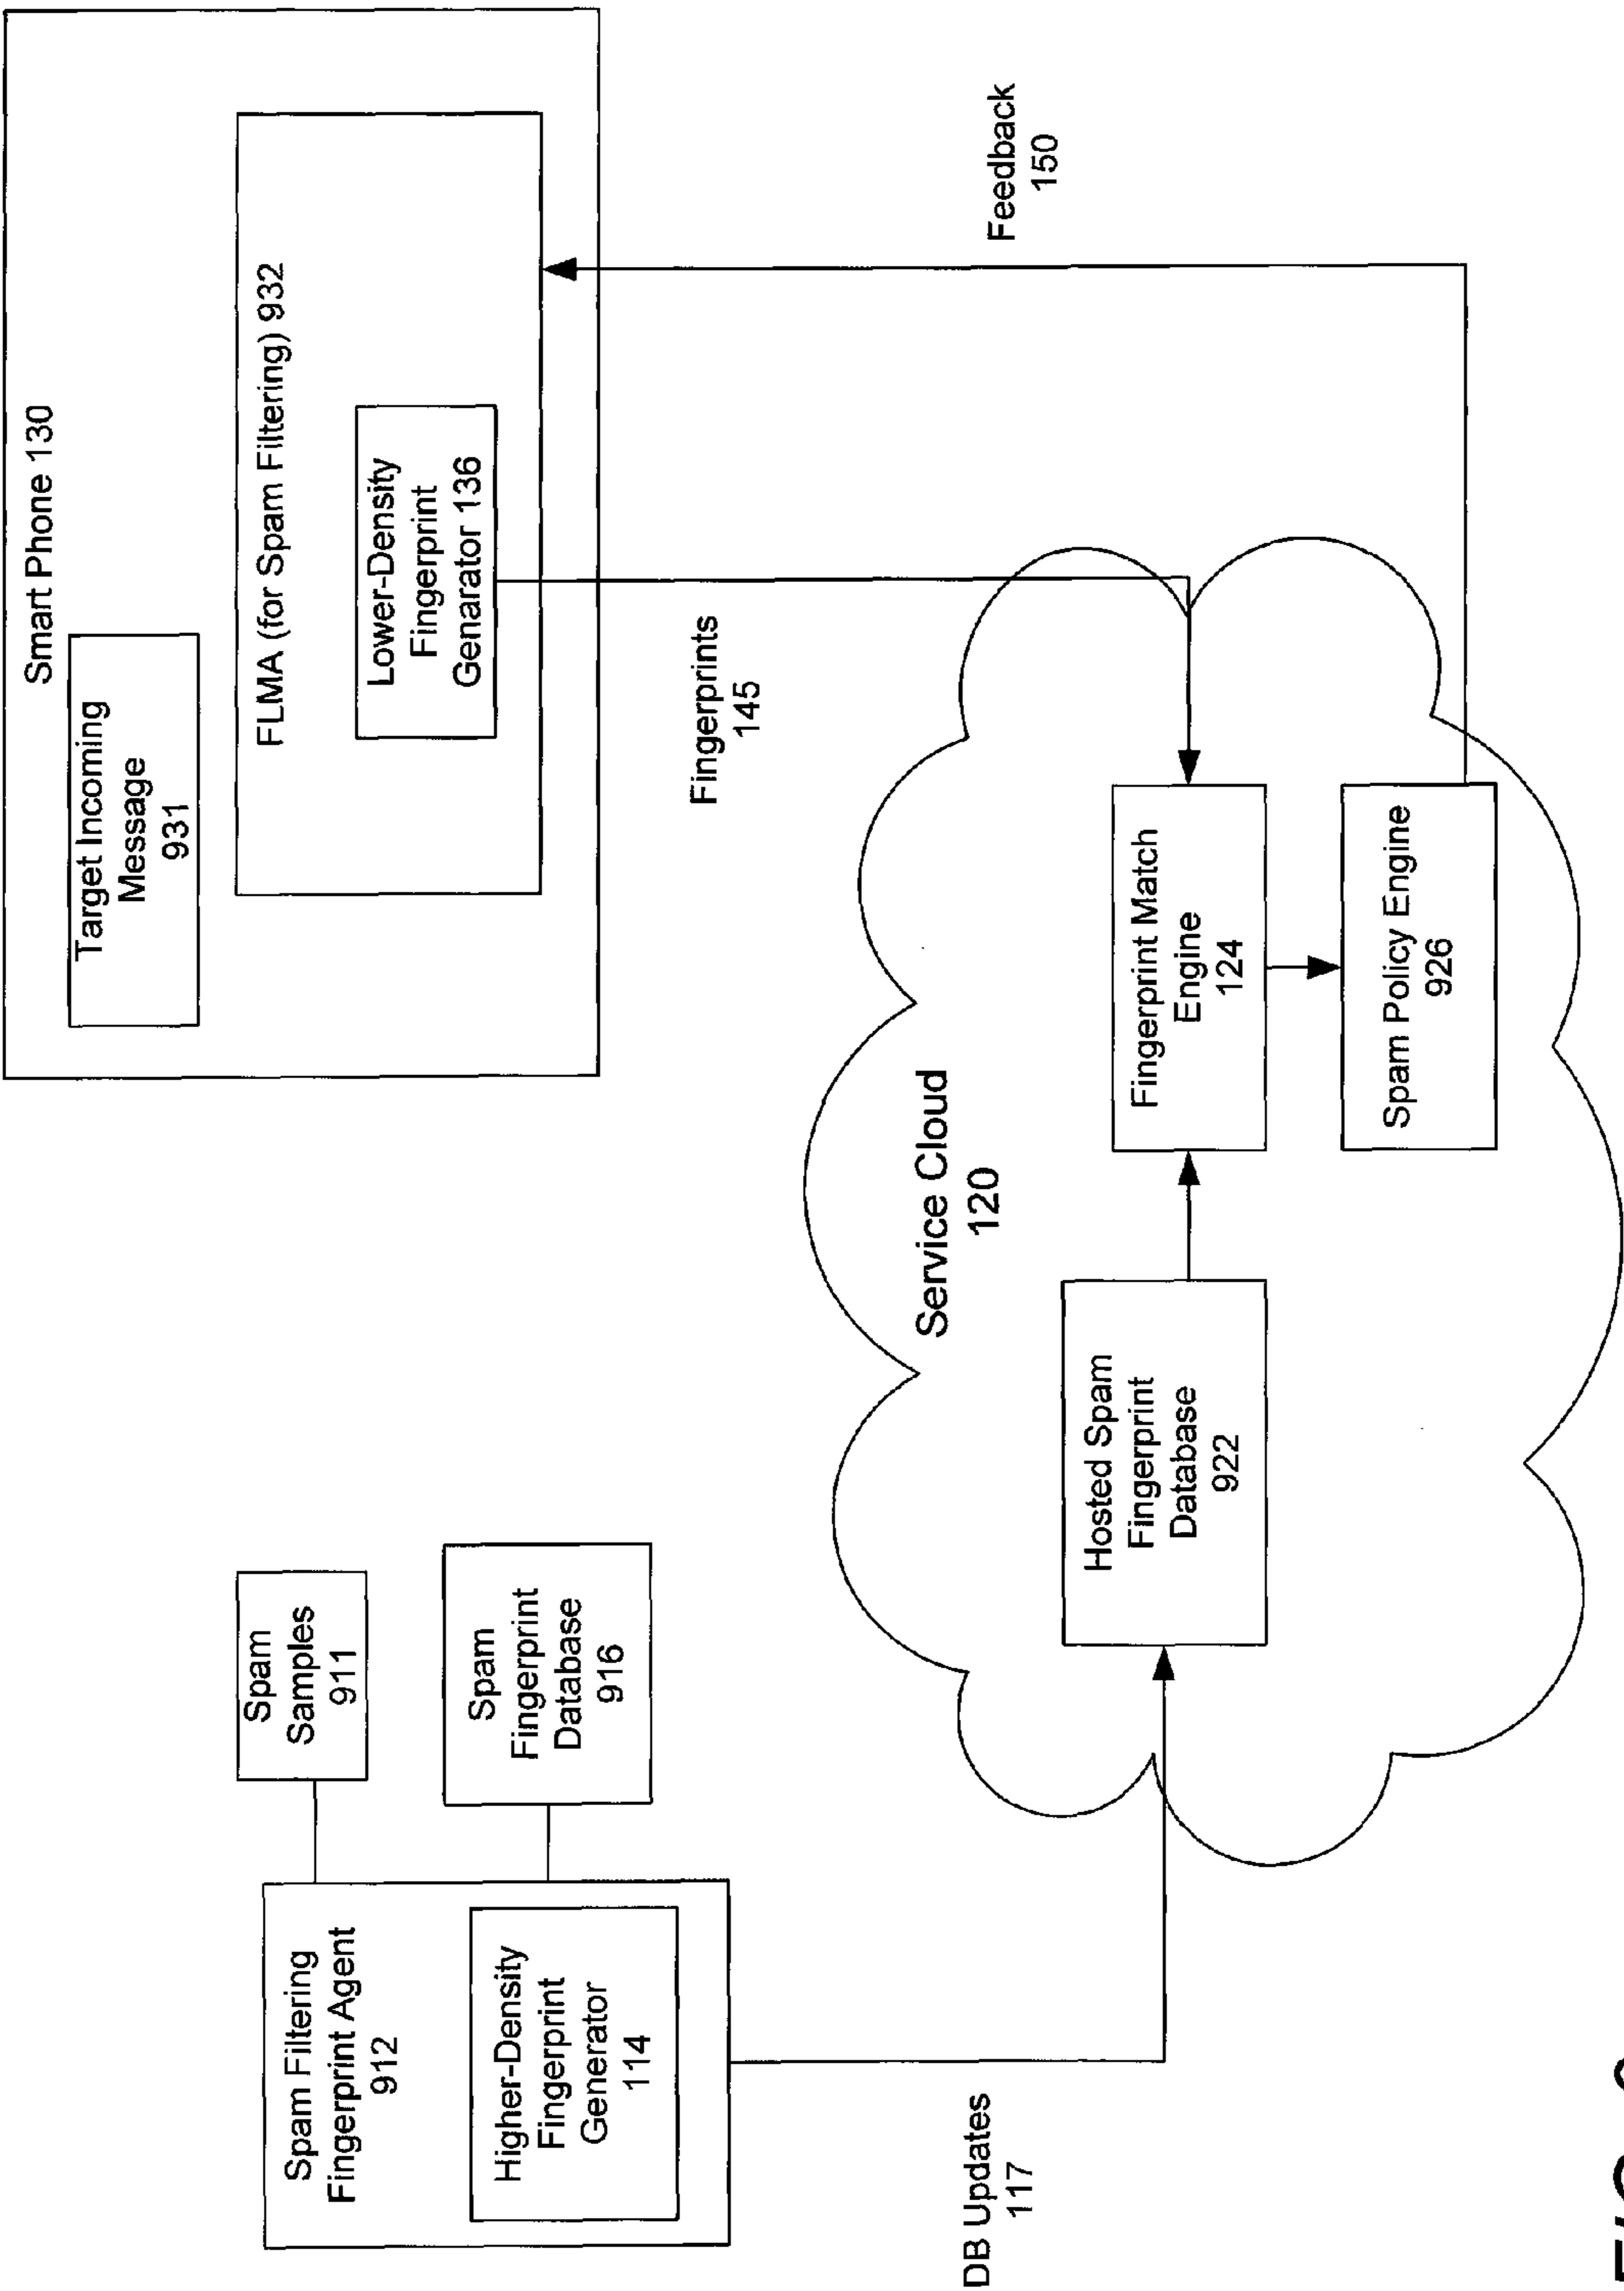 Spam Filtering
Fingerprint Agent
912
Higher-Density
Fingerprint
Generator
114
Spam
Samples
911
Spam
Fingerprint
Database
916
DB Updates
117
Smart Phone 130
Target Incoming
Message
931
FLMA (for Spam Filtering) 932
Lower-Density
Fingerprint
Genarator 136
Fingerprints
145
Feedback
150
Service Cloud
120
Hosted Spam
Fingerprint
Database
922
Fingerprint Match
Engine
124
Spam Policy Engine
926